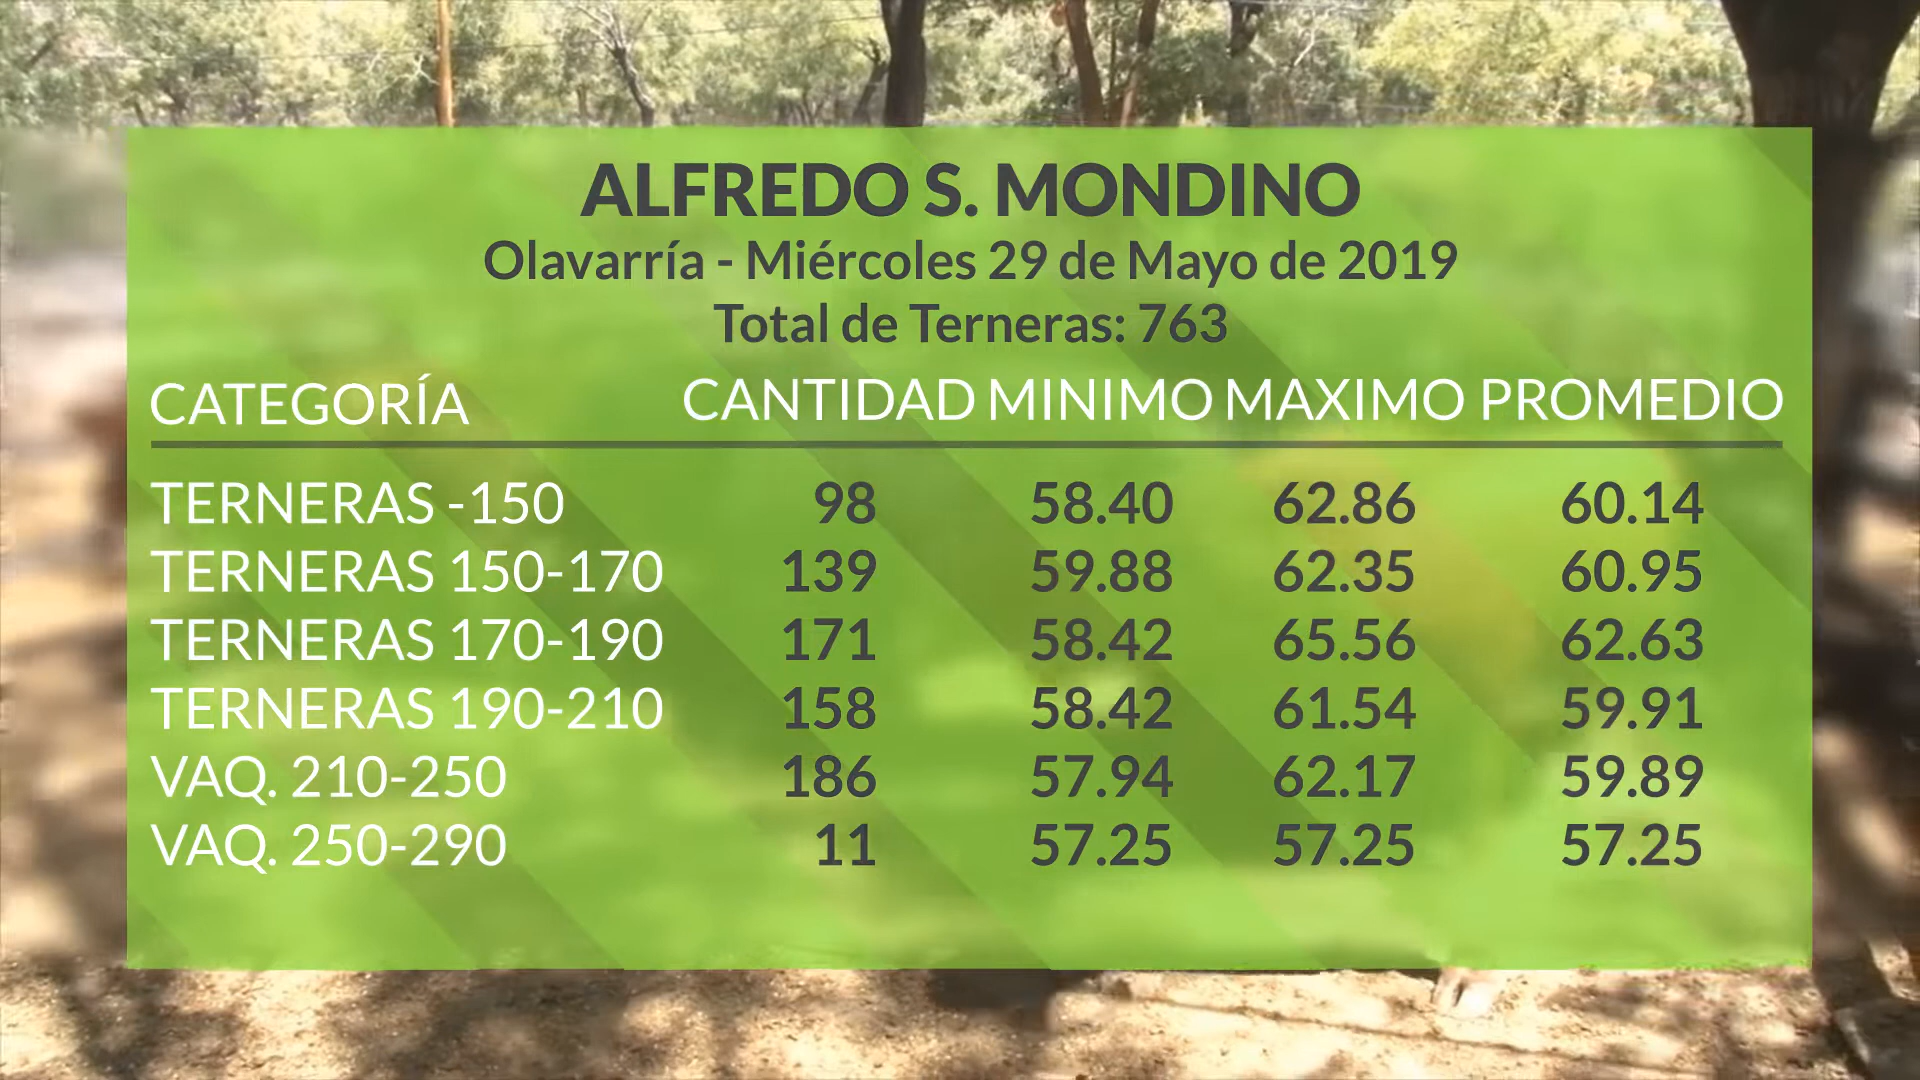 ALFREDO S. MONDINO
Olavarría - Miércoles 29 de Mayo de 2019
Total de Terneras: 763
CATEGORÍA CANTIDAD MINIMO MAXIMO PROMEDIO
TERNERAS -150 98 58.40 62.86 60.14
TERNERAS 150-170 139 59.88 62.35 60.95
TERNERAS 170-190 171 58.42 65.56 62.63
TERNERAS 190-210 158 58.42 61.54 59.91
VAQ. 210-250 186 57.94 62.17 59.89
VAQ. 250-290 11 57.25 57.25 57.25